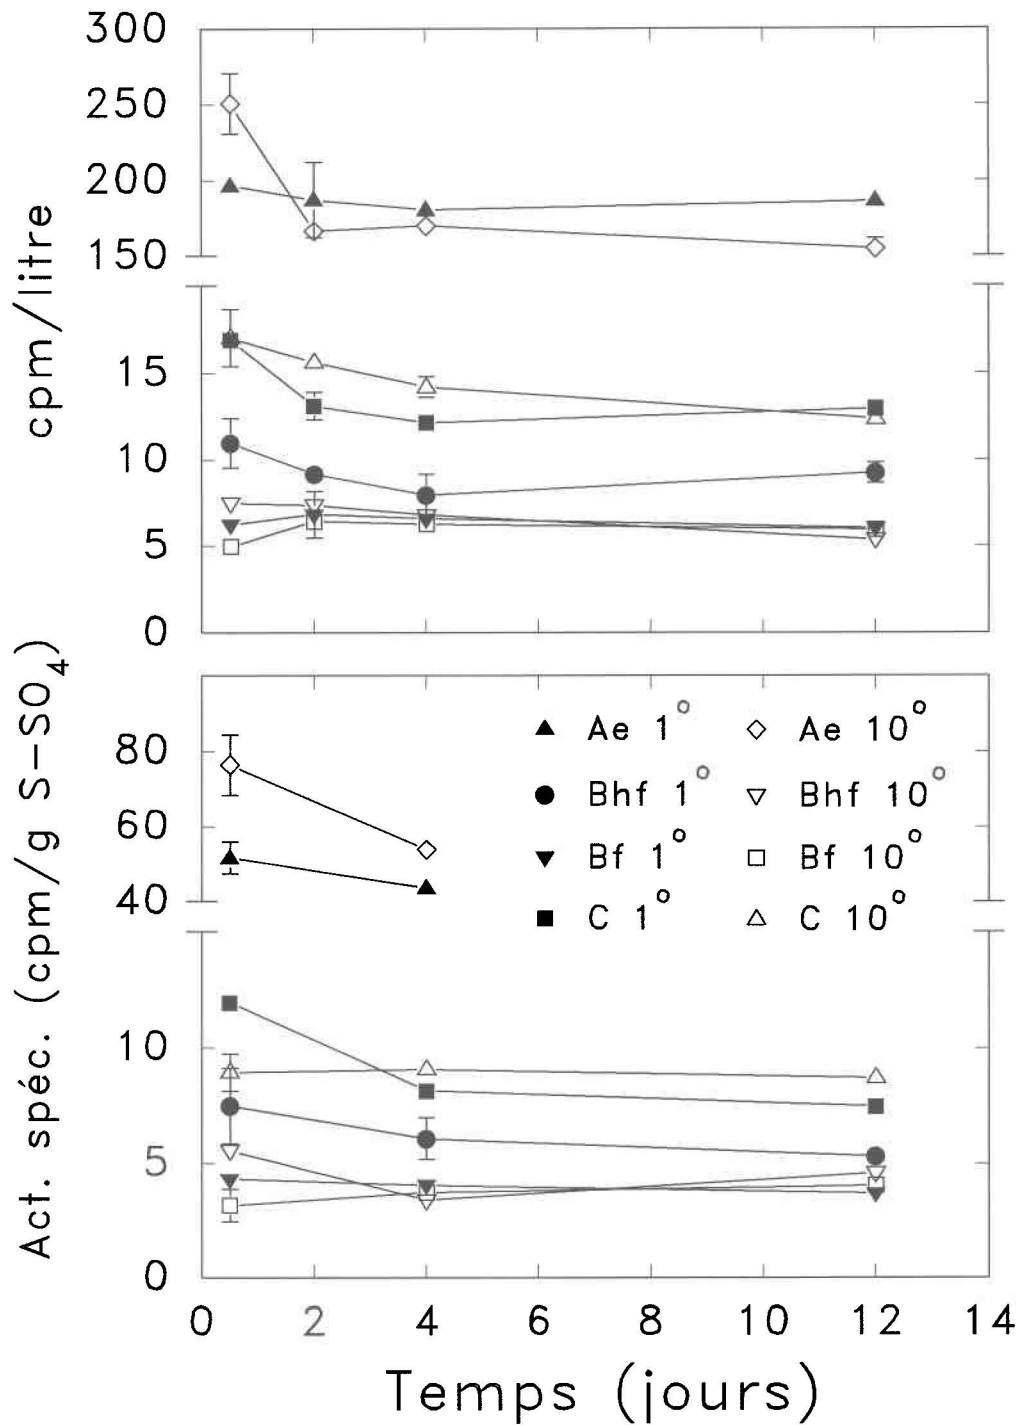 300
250
200
150
15
10
5
0
cpm/litre
80
60
40
10
5
0
Act. spéc. (cpm/g S-SO4)
Ae 1° Ae 10°
Bhf 1° Bhf 10°
Bf 1° Bf 10°
C 1° C 10°
0 2 4 6 8 10 12 14
Temps (jours)